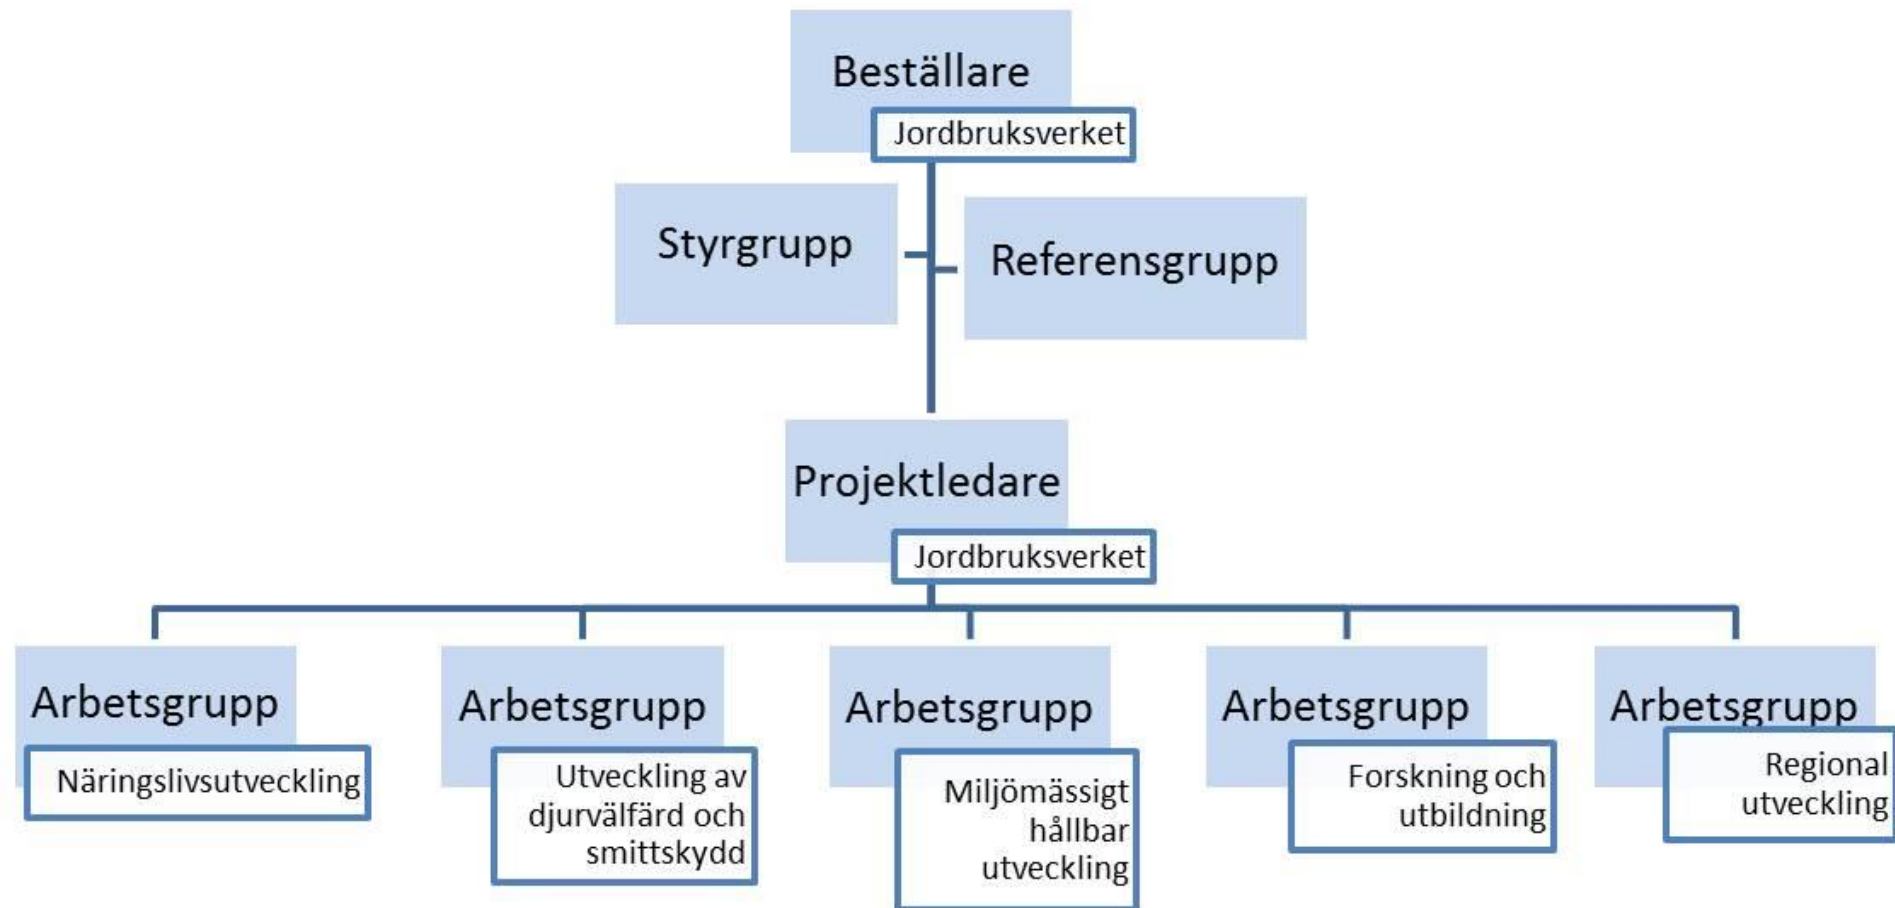 Beställare
Jordbruksverket
Styrgrupp
Referensgrupp
Projektledare
Jordbruksverket
Arbetsgrupp
Näringslivsutveckling
Arbetsgrupp
Utveckling av
djurvälfärd och
smittskydd
Arbetsgrupp
Miljömässigt
hållbar
utveckling
Arbetsgrupp
Forskning och
utbildning
Arbetsgrupp
Regional
utveckling